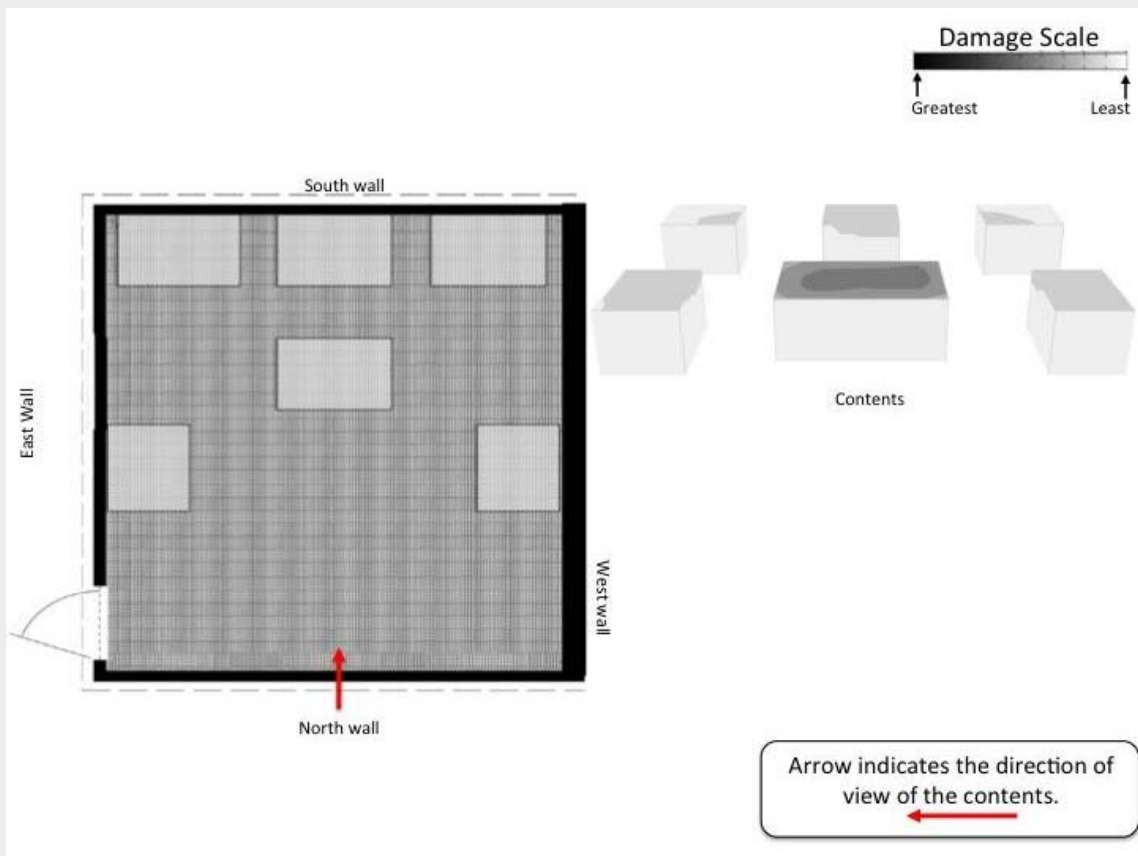 Damage Scale
Greatest
Least
South wall
East Wall
Contents
West wall
North wall
Arrow indicates the direction of
view of the contents.